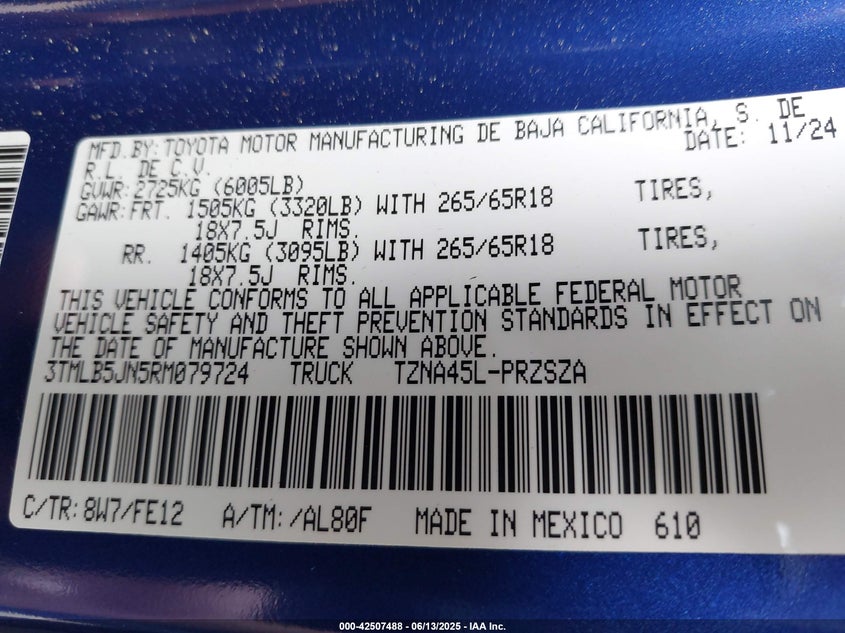 MFD.BY: TOYOTA MOTOR MANUFACTURING DE BAJA CALIFORNIA, S. DE
R.L. DE C.V. DATE: 11/24
GVWR: 2725KG (6005LB)
GAWR: FRT. 1505KG (3320LB) WITH 265/65R18 TIRES,
18X7.5J RIMS.
RR. 1405KG (3095LB) WITH 265/65R18 TIRES,
18X7.5J RIMS.
THIS VEHICLE CONFORMS TO ALL APPLICABLE FEDERAL MOTOR
VEHICLE SAFETY AND THEFT PREVENTION STANDARDS IN EFFECT ON
THE DATE OF MANUFACTURE SHOWN ABOVE.
3TMLB5JN5RM079724 TRUCK TZNA45L-PRZSZA
C/TR: 8W7/FE12 A/TM: /AL80F MADE IN MEXICO 610
000-42507488 - 06/13/2025 - IAA Inc.